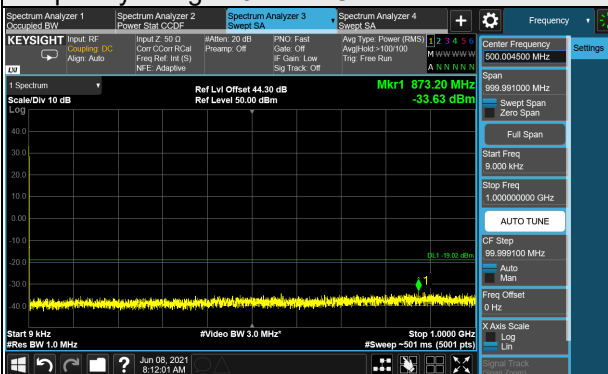 Spectrum Analyzer 1
Occupied BW
Spectrum Analyzer 2
Power Stat CCDF
Spectrum Analyzer 3
Swept SA
Spectrum Analyzer 4
Swept SA
+
Frequency
KEYSIGHT
LXI
Input: RF
Coupling: DC
Align: Auto
Input Z: 50 Ω
Corr CCorr RCal
Freq Ref: Int (S)
NFE: Adaptive
#Atten: 20 dB
Preamp: Off
PNO: Fast
Gate: Off
IF Gain: Low
Sig Track: Off
Avg Type: Power (RMS)
Avg|Hold:>100/100
Trig: Free Run
1 2 3 4 5 6
M W W W W W
A N N N N N
1 Spectrum
Scale/Div 10 dB
Log
Ref Lvl Offset 44.30 dB
Ref Level 50.00 dBm
Mkr1 873.20 MHz
-33.63 dBm
40.0
30.0
20.0
10.0
0.00
-10.0
-20.0
-30.0
-40.0
DL1 -19.02 dBm
1
Start 9 kHz
#Res BW 1.0 MHz
#Video BW 3.0 MHz*
Stop 1.0000 GHz
#Sweep ~501 ms (5001 pts)
Jun 08, 2021
8:12:01 AM
Center Frequency
500.004500 MHz
Settings
Span
999.991000 MHz
Swept Span
Zero Span
Full Span
Start Freq
9.000 kHz
Stop Freq
1.000000000 GHz
AUTO TUNE
CF Step
99.999100 MHz
Auto
Man
Freq Offset
0 Hz
X Axis Scale
Log
Lin
Signal Track